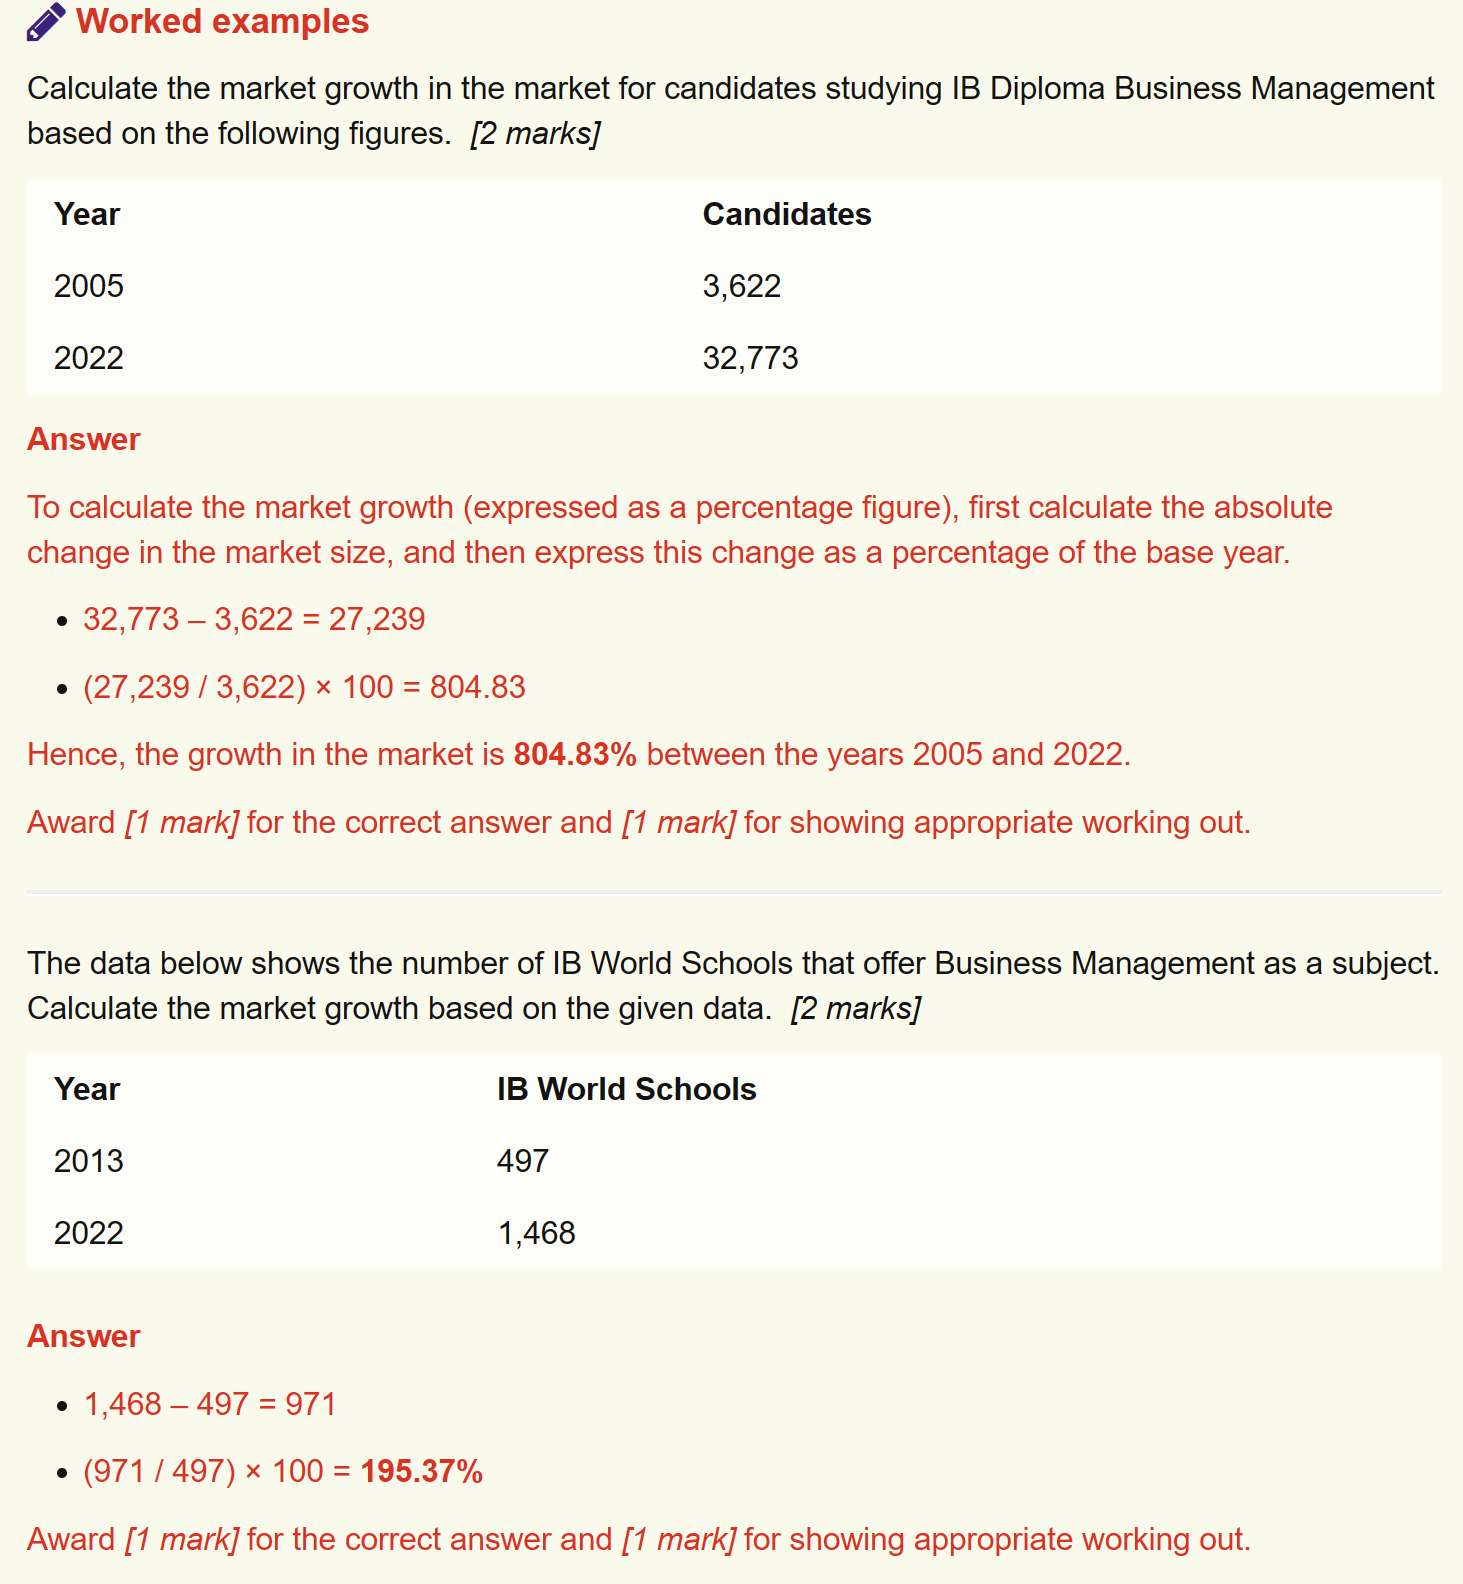 Worked examples
Calculate the market growth in the market for candidates studying IB Diploma Business Management
based on the following figures. [2 marks]
Year Candidates
2005 3,622
2022 32,773
Answer
To calculate the market growth (expressed as a percentage figure), first calculate the absolute
change in the market size, and then express this change as a percentage of the base year.
• 32,773 – 3,622 = 27,239
• (27,239 / 3,622) × 100 = 804.83
Hence, the growth in the market is 804.83% between the years 2005 and 2022.
Award [1 mark] for the correct answer and [1 mark] for showing appropriate working out.
The data below shows the number of IB World Schools that offer Business Management as a subject.
Calculate the market growth based on the given data. [2 marks]
Year IB World Schools
2013 497
2022 1,468
Answer
• 1,468 – 497 = 971
• (971 / 497) × 100 = 195.37%
Award [1 mark] for the correct answer and [1 mark] for showing appropriate working out.